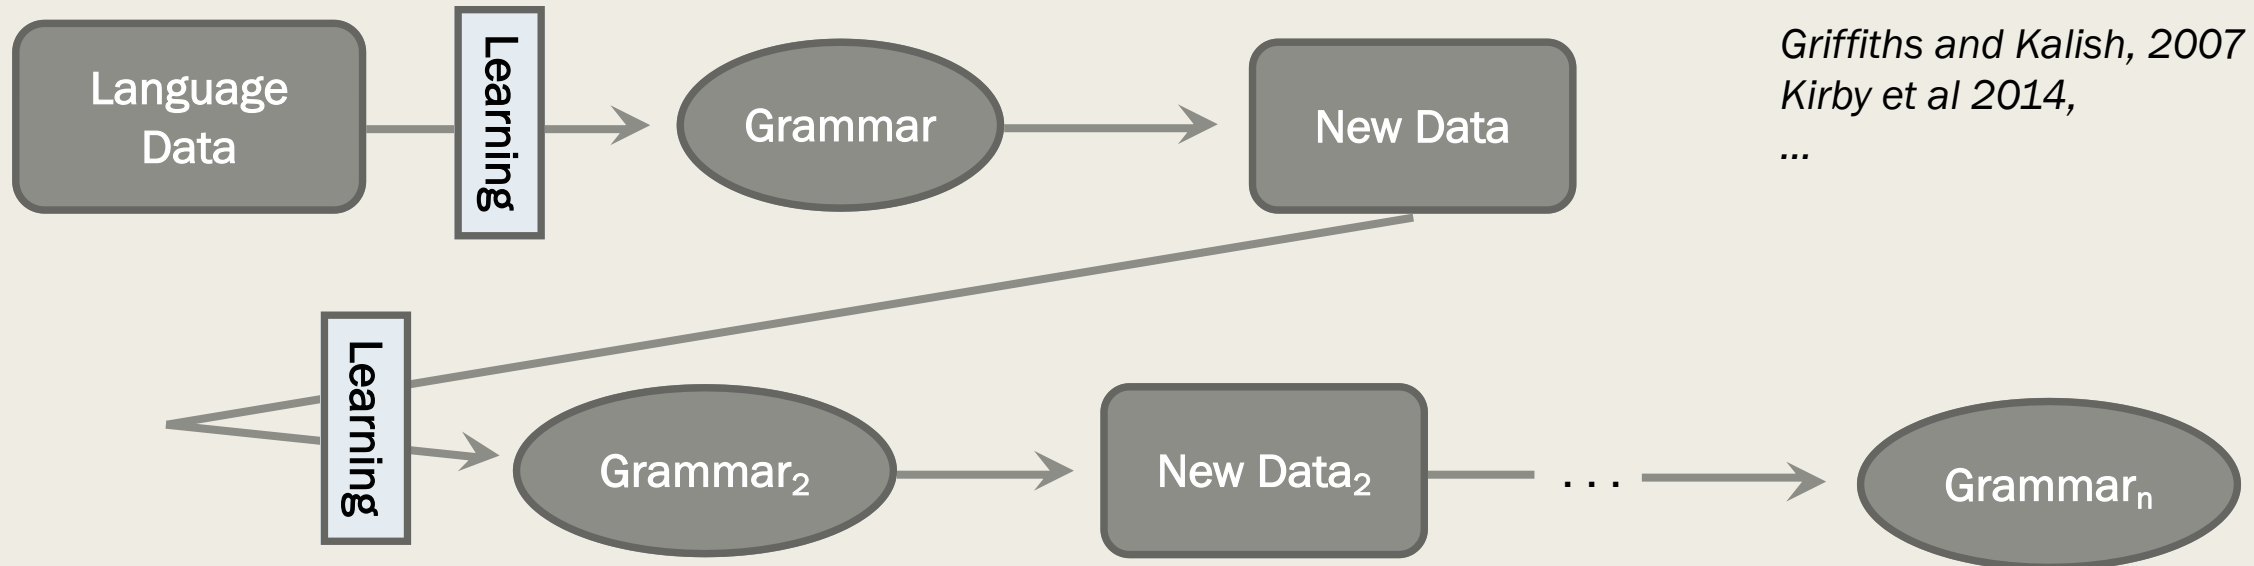 Language
Data
Learning
Grammar
New Data
Griffiths and Kalish, 2007
Kirby et al 2014,
...
Learning
Grammar₂
New Data₂
. . .
Grammarₙ